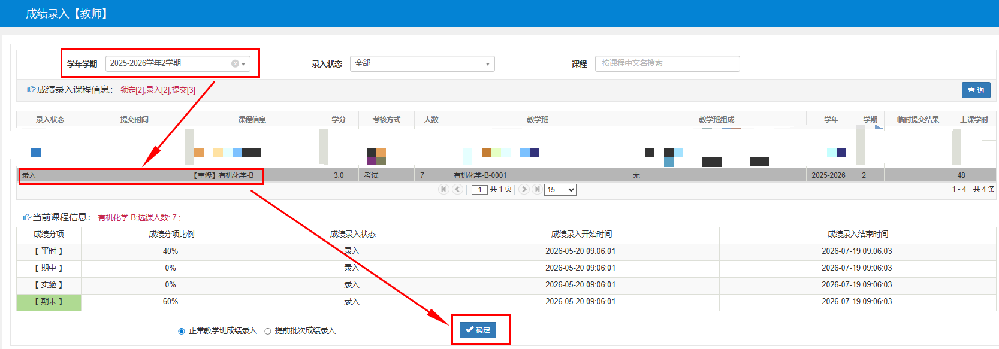 成绩录入【教师】
学年学期 2025-2026学年2学期 录入状态 全部 课程 按课程中文名搜索
成绩录入课程信息： 锁定[2],录入[2],提交[3] 查 询
录入状态 提交时间 课程信息 学分 考核方式 人数 教学班 教学班组成 学年 学期 临时提交结果 上课学时
录入 【重修】有机化学-B 3.0 考试 7 有机化学-B-0001 无 2025-2026 2 48
1 共 1 页 15 1 - 4 共 4 条
当前课程信息： 有机化学-B;选课人数: 7 ;
成绩分项 成绩分项比例 成绩录入状态 成绩录入开始时间 成绩录入结束时间
【 平时 】 40% 录入 2026-05-20 09:06:01 2026-07-19 09:06:03
【 期中 】 0% 录入 2026-05-20 09:06:01 2026-07-19 09:06:03
【 实验 】 0% 录入 2026-05-20 09:06:01 2026-07-19 09:06:03
【 期末 】 60% 录入 2026-05-20 09:06:01 2026-07-19 09:06:03
正常教学班成绩录入 提前批次成绩录入 确定